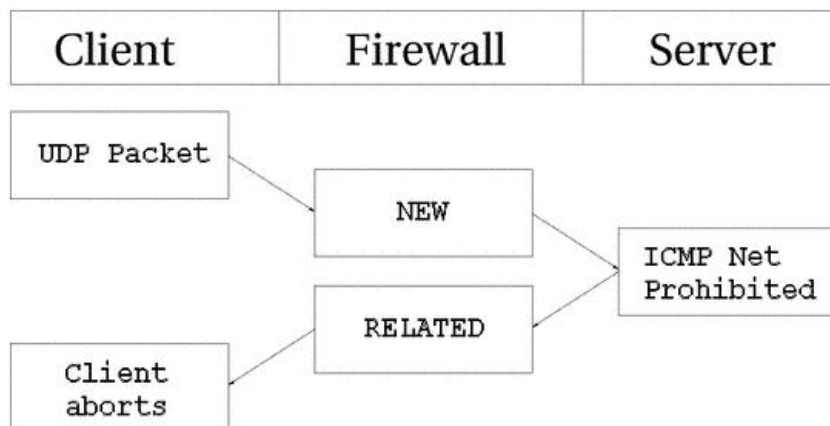 Client Firewall Server
UDP Packet
NEW
ICMP Net
Prohibited
RELATED
Client
aborts